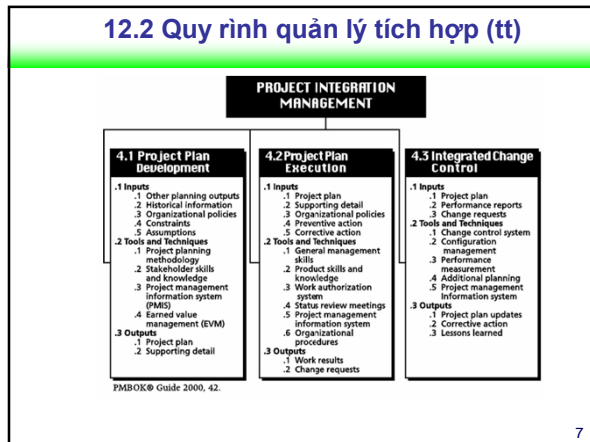 12.2 Quy rình quản lý tích hợp (tt)
PROJECT INTEGRATION
MANAGEMENT
4.1 Project Plan
Development
.1 Inputs
.1 Other planning outputs
.2 Historical information
.3 Organizational policies
.4 Constraints
.5 Assumptions
.2 Tools and Techniques
.1 Project planning
methodology
.2 Stakeholder skills
and knowledge
.3 Project management
information system
(PMIS)
.4 Earned value
management (EVM)
.3 Outputs
.1 Project plan
.2 Supporting detail
4.2 Project Plan
Execution
.1 Inputs
.1 Project plan
.2 Supporting detail
.3 Organizational policies
.4 Preventive action
.5 Corrective action
.2 Tools and Techniques
.1 General management
skills
.2 Product skills and
knowledge
.3 Work authorization
system
.4 Status review meetings
.5 Project management
information system
.6 Organizational
procedures
.3 Outputs
.1 Work results
.2 Change requests
4.3 Integrated Change
Control
.1 Inputs
.1 Project plan
.2 Performance reports
.3 Change requests
.2 Tools and Techniques
.1 Change control system
.2 Configuration
management
.3 Performance
measurement
.4 Additional planning
.5 Project management
Information system
.3 Outputs
.1 Project plan updates
.2 Corrective action
.3 Lessons learned
PMBOK® Guide 2000, 42.
7